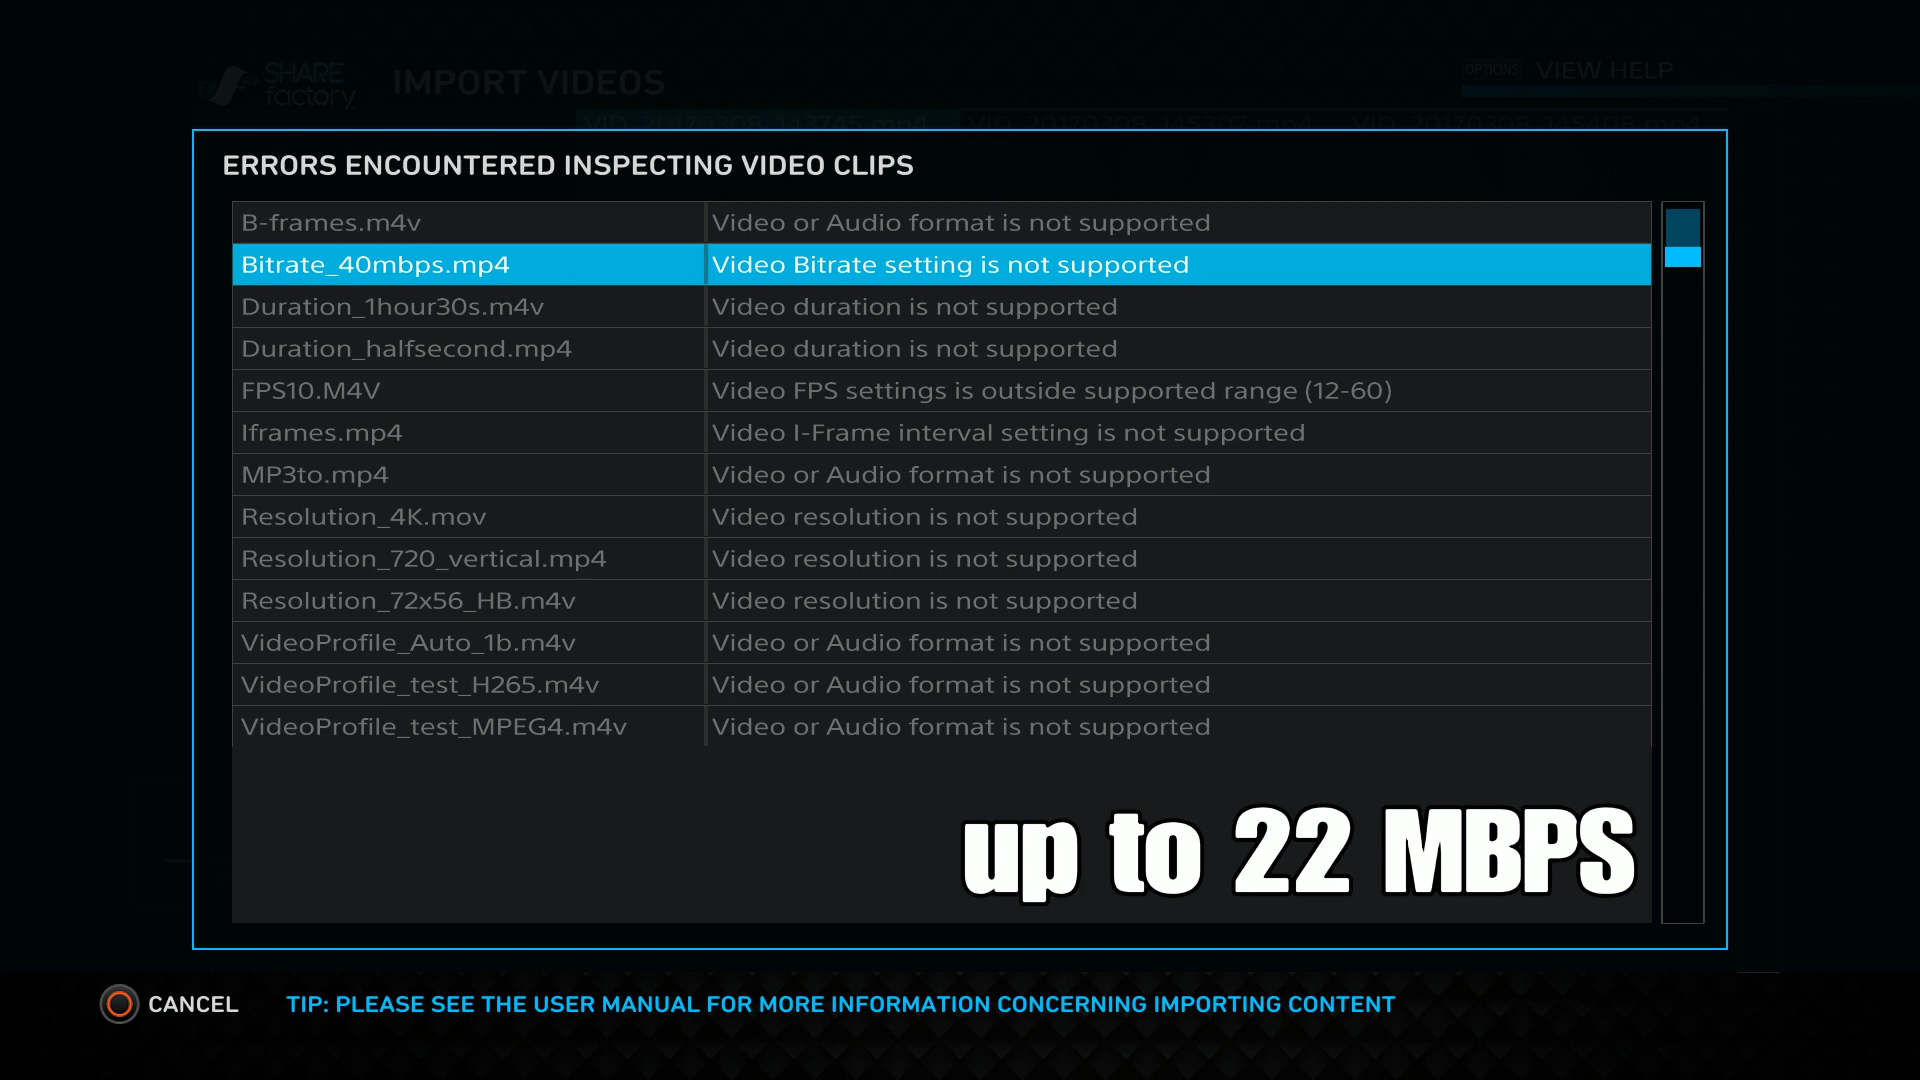 SHARE
factory
IMPORT VIDEOS
OPTIONS VIEW HELP
VID_20170308_143745.mp4 VID_20170308_145307.mp4 VID_20170308_145408.mp4
ERRORS ENCOUNTERED INSPECTING VIDEO CLIPS
B-frames.m4v Video or Audio format is not supported
Bitrate_40mbps.mp4 Video Bitrate setting is not supported
Duration_1hour30s.m4v Video duration is not supported
Duration_halfsecond.mp4 Video duration is not supported
FPS10.M4V Video FPS settings is outside supported range (12-60)
Iframes.mp4 Video I-Frame interval setting is not supported
MP3to.mp4 Video or Audio format is not supported
Resolution_4K.mov Video resolution is not supported
Resolution_720_vertical.mp4 Video resolution is not supported
Resolution_72x56_HB.m4v Video resolution is not supported
VideoProfile_Auto_1b.m4v Video or Audio format is not supported
VideoProfile_test_H265.m4v Video or Audio format is not supported
VideoProfile_test_MPEG4.m4v Video or Audio format is not supported
up to 22 MBPS
CANCEL TIP: PLEASE SEE THE USER MANUAL FOR MORE INFORMATION CONCERNING IMPORTING CONTENT